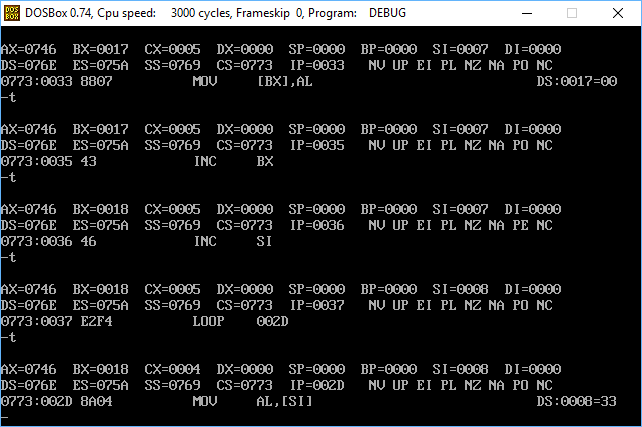 DOS BOX DOSBox 0.74, Cpu speed: 3000 cycles, Frameskip 0, Program: DEBUG
AX=0746 BX=0017 CX=0005 DX=0000 SP=0000 BP=0000 SI=0007 DI=0000
DS=076E ES=075A SS=0769 CS=0773 IP=0033 NV UP EI PL NZ NA PO NC
0773:0033 8807 MOV [BX],AL DS:0017=00
-t
AX=0746 BX=0017 CX=0005 DX=0000 SP=0000 BP=0000 SI=0007 DI=0000
DS=076E ES=075A SS=0769 CS=0773 IP=0035 NV UP EI PL NZ NA PO NC
0773:0035 43 INC BX
-t
AX=0746 BX=0018 CX=0005 DX=0000 SP=0000 BP=0000 SI=0007 DI=0000
DS=076E ES=075A SS=0769 CS=0773 IP=0036 NV UP EI PL NZ NA PE NC
0773:0036 46 INC SI
-t
AX=0746 BX=0018 CX=0005 DX=0000 SP=0000 BP=0000 SI=0008 DI=0000
DS=076E ES=075A SS=0769 CS=0773 IP=0037 NV UP EI PL NZ NA PO NC
0773:0037 E2F4 LOOP 002D
-t
AX=0746 BX=0018 CX=0004 DX=0000 SP=0000 BP=0000 SI=0008 DI=0000
DS=076E ES=075A SS=0769 CS=0773 IP=002D NV UP EI PL NZ NA PO NC
0773:002D 8A04 MOV AL,[SI] DS:0008=33
-